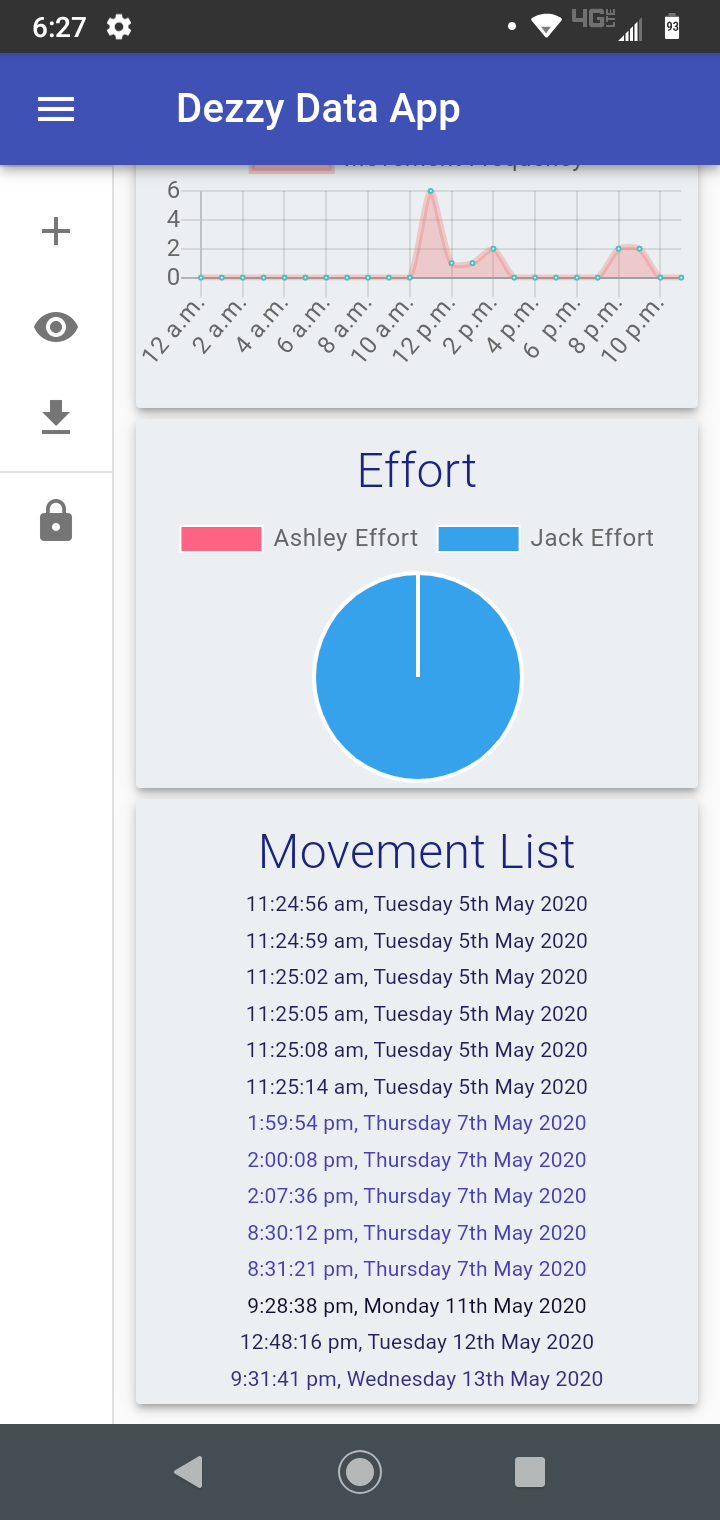 6:27 4G LTE 93
Dezzy Data App
Movement Frequency
6
4
2
0
12 a.m. 2 a.m. 4 a.m. 6 a.m. 8 a.m. 10 a.m. 12 p.m. 2 p.m. 4 p.m. 6 p.m. 8 p.m. 10 p.m.
Effort
Ashley Effort Jack Effort
Movement List
11:24:56 am, Tuesday 5th May 2020
11:24:59 am, Tuesday 5th May 2020
11:25:02 am, Tuesday 5th May 2020
11:25:05 am, Tuesday 5th May 2020
11:25:08 am, Tuesday 5th May 2020
11:25:14 am, Tuesday 5th May 2020
1:59:54 pm, Thursday 7th May 2020
2:00:08 pm, Thursday 7th May 2020
2:07:36 pm, Thursday 7th May 2020
8:30:12 pm, Thursday 7th May 2020
8:31:21 pm, Thursday 7th May 2020
9:28:38 pm, Monday 11th May 2020
12:48:16 pm, Tuesday 12th May 2020
9:31:41 pm, Wednesday 13th May 2020